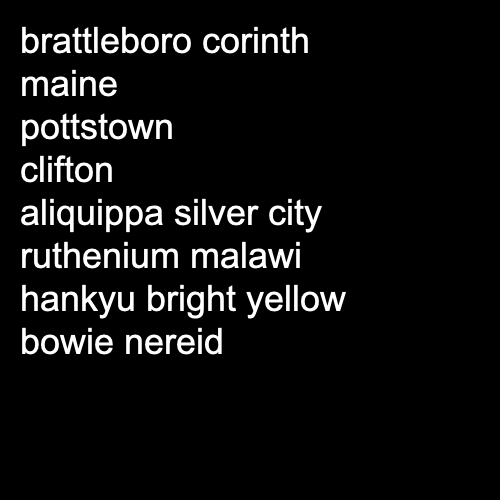 brattleboro corinth
maine
pottstown
clifton
aliquippa silver city
ruthenium malawi
hankyu bright yellow
bowie nereid